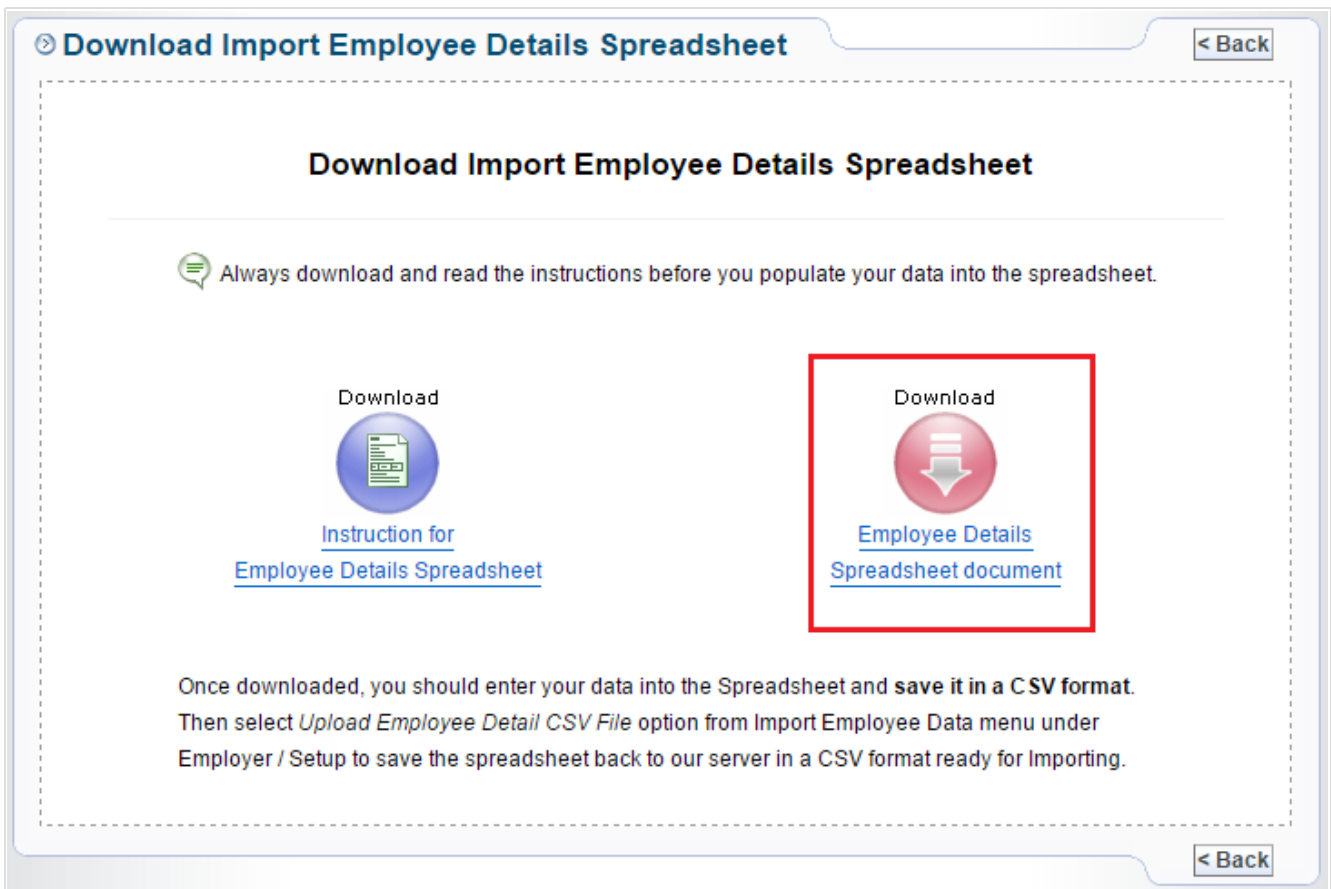 Download Import Employee Details Spreadsheet
< Back
Download Import Employee Details Spreadsheet
Always download and read the instructions before you populate your data into the spreadsheet.
Download
Instruction for
Employee Details Spreadsheet
Download
Employee Details
Spreadsheet document
Once downloaded, you should enter your data into the Spreadsheet and save it in a CSV format.
Then select Upload Employee Detail CSV File option from Import Employee Data menu under
Employer / Setup to save the spreadsheet back to our server in a CSV format ready for Importing.
< Back